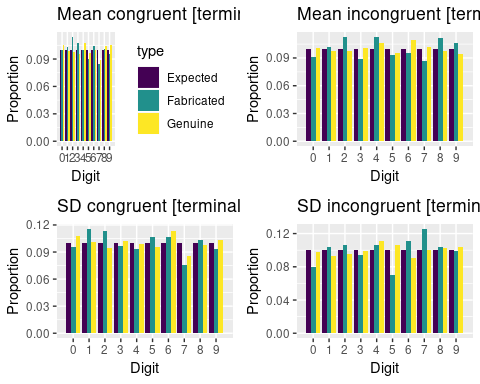 Mean congruent [termin
Proportion
0.09
0.06
0.03
0.00
0123456789
Digit
type
Expected
Fabricated
Genuine
Mean incongruent [tern
Proportion
0.09
0.06
0.03
0.00
0 1 2 3 4 5 6 7 8 9
Digit
SD congruent [terminal
Proportion
0.12
0.09
0.06
0.03
0.00
0 1 2 3 4 5 6 7 8 9
Digit
SD incongruent [termin
Proportion
0.12
0.08
0.04
0.00
0 1 2 3 4 5 6 7 8 9
Digit